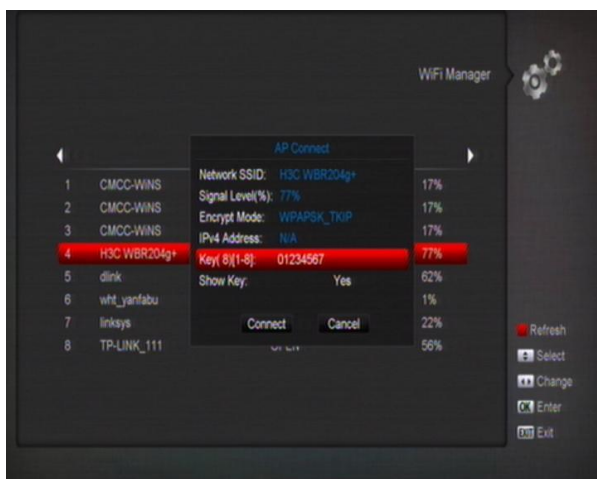 WiFi Manager
AP Connect
Network SSID: H3C WBR204g+
Signal Level(%): 77%
Encrypt Mode: WPAPSK_TKIP
IPv4 Address: N/A
Key( 8)[1-8]: 01234567
Show Key: Yes
Connect Cancel
1 CMCC-WiNS 17%
2 CMCC-WiNS 17%
3 CMCC-WiNS 17%
4 H3C WBR204g+ 77%
5 dlink 62%
6 wht_yanfabu 1%
7 linksys 22%
8 TP-LINK_111 OPEN 56%
Refresh
Select
Change
OK Enter
EXIT Exit